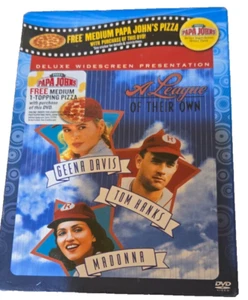 FREE MEDIUM PAPA JOHN'S PIZZA
WITH PURCHASE OF THIS DVD!
PAPA JOHN'S
DELUXE WIDESCREEN PRESENTATION
PAPA JOHN'S
FREE MEDIUM
1-TOPPING PIZZA
with purchase
of this DVD
A League
OF THEIR OWN
GEENA DAVIS
TOM HANKS
MADONNA
DVD